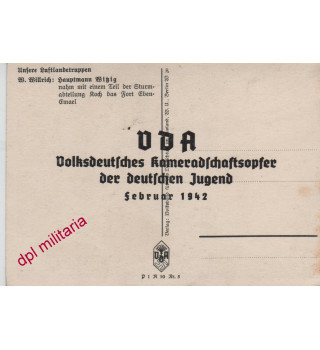 Unsere Luftlandetruppen
W. Willrich: Hauptmann Witzig
nahm mit einem Teil der Sturm-
abteilung Koch das Fort Eben-
Emael
VDA
Volksdeutsches Kameradschaftsopfer
der deutschen Jugend
Februar 1942
dpl militaria
VDA